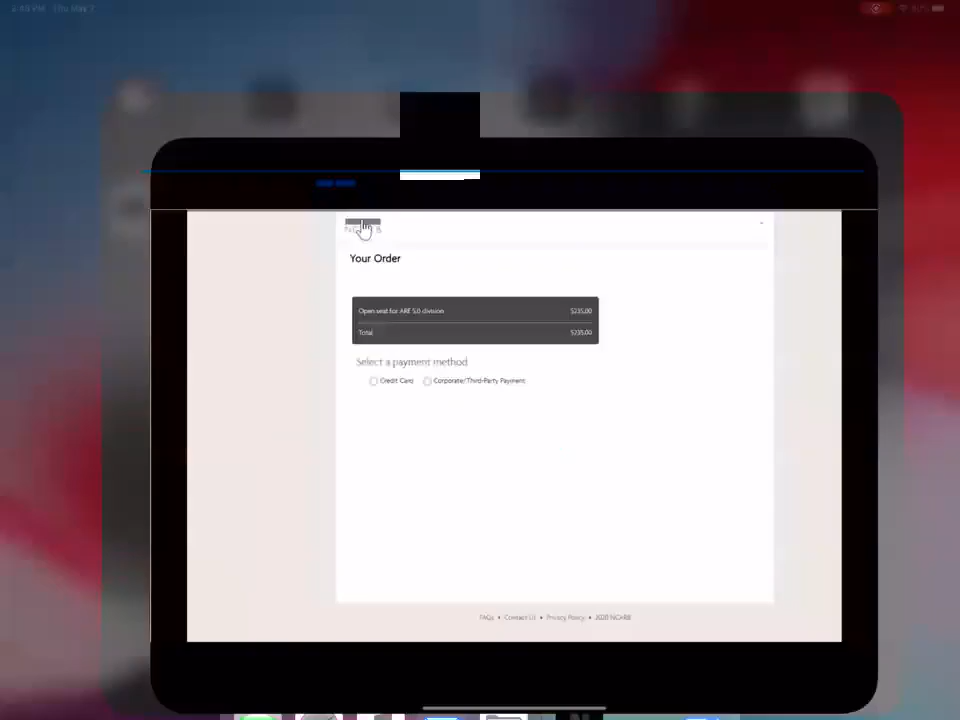 Your Order
Open seat for ARE 5.0 division $235.00
Total $235.00
Select a payment method
Credit Card Corporate/Third-Party Payment
FAQs • Contact Us • Privacy Policy • 2020 NCARB